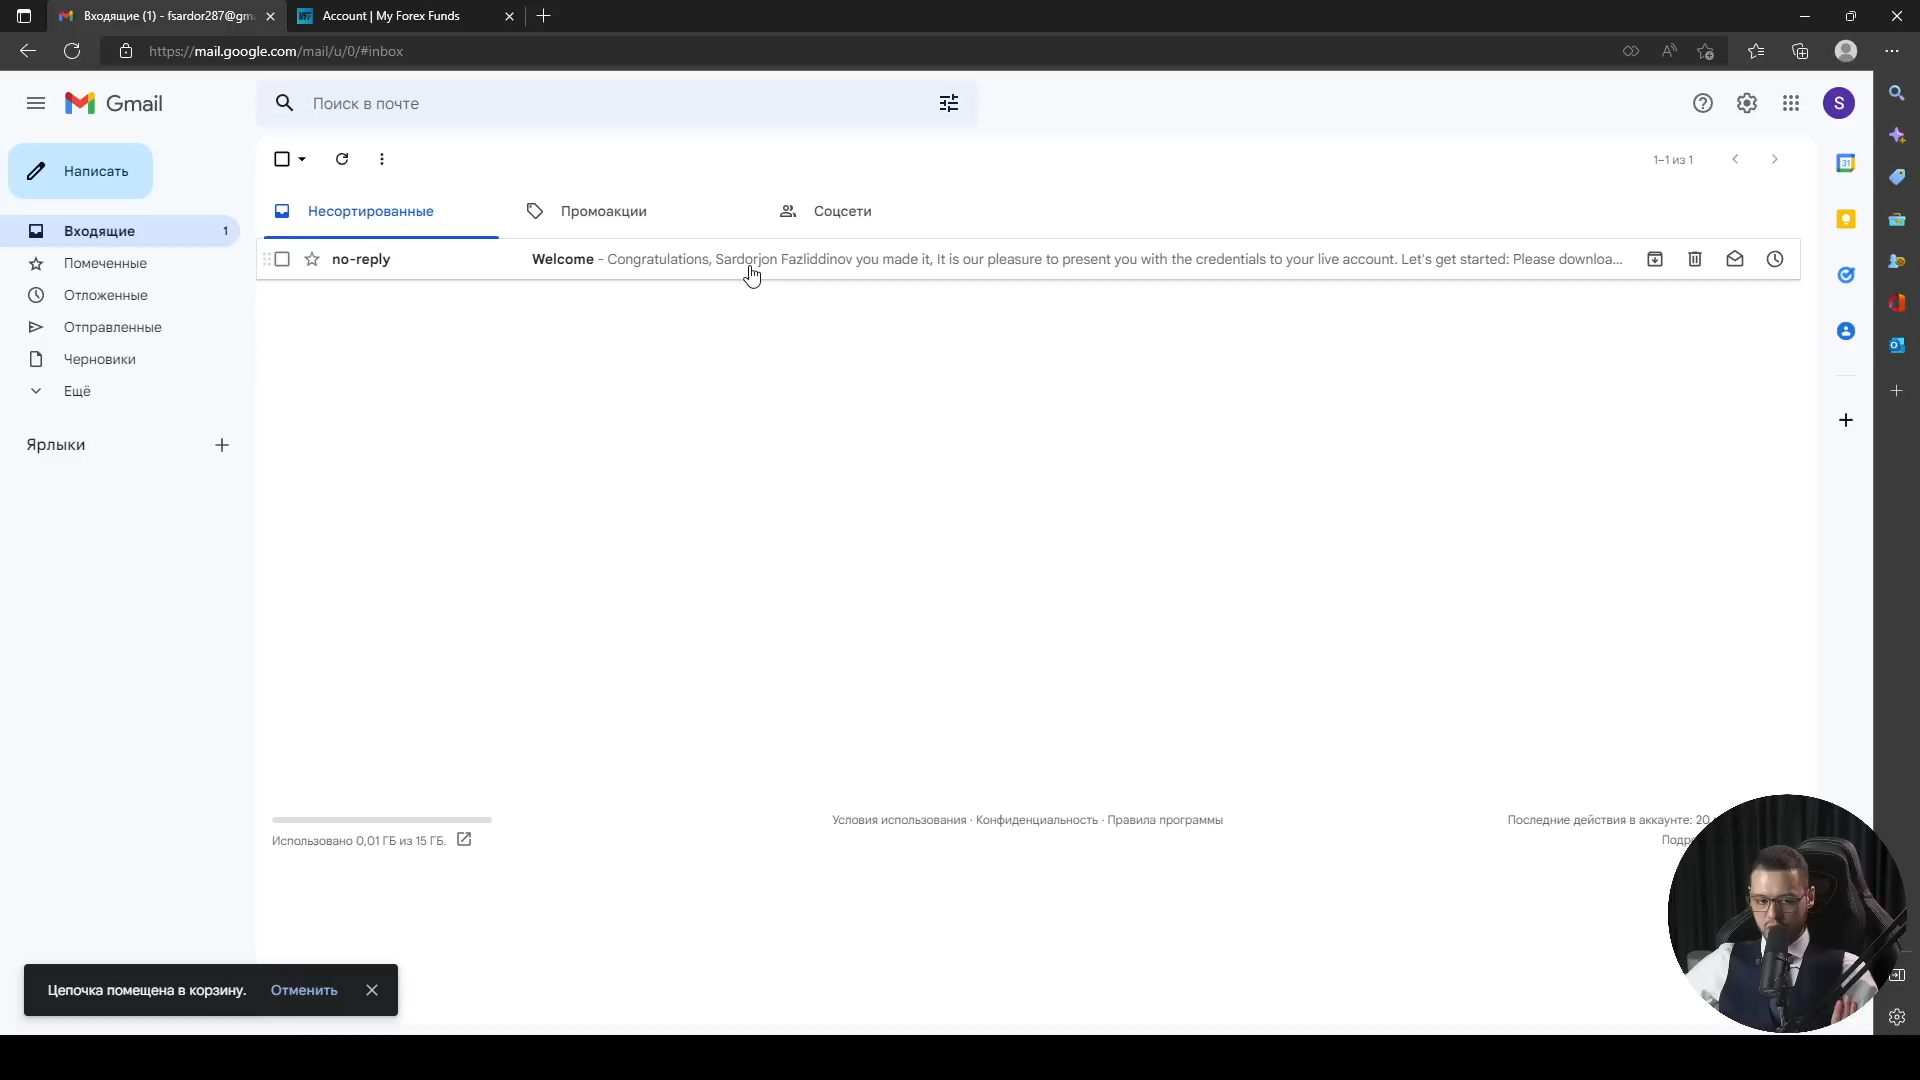 Входящие (1) - fsardor287@gm
Account | My Forex Funds
https://mail.google.com/mail/u/0/#inbox
Gmail
Поиск в почте
S
Написать
1–1 из 1
31
Несортированные
Промоакции
Соцсети
Входящие 1
no-reply Welcome - Congratulations, Sardorjon Fazliddinov you made it, It is our pleasure to present you with the credentials to your live account. Let's get started: Please downloa...
Помеченные
Отложенные
Отправленные
Черновики
Ещё
Ярлыки
Условия использования · Конфиденциальность · Правила программы
Последние действия в аккаунте: 20
Использовано 0,01 ГБ из 15 ГБ.
Цепочка помещена в корзину. Отменить